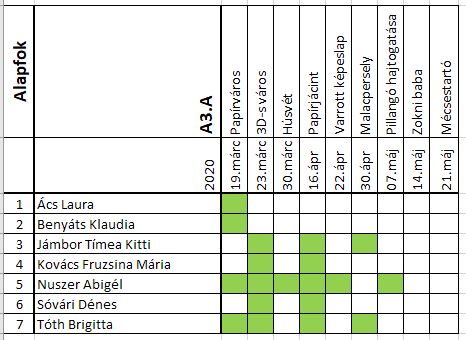 Alapfok
A3.A
2020
Papírváros
3D-s város
Húsvét
Papírjácint
Varrott képeslap
Malacpersely
Pillangó hajtogatása
Zokni baba
Mécsestartó
19.márc
23.márc
30.márc
16.ápr
22.ápr
30.ápr
07.máj
14.máj
21.máj
1 Ács Laura
2 Benyáts Klaudia
3 Jámbor Tímea Kitti
4 Kovács Fruzsina Mária
5 Nuszer Abigél
6 Sóvári Dénes
7 Tóth Brigitta